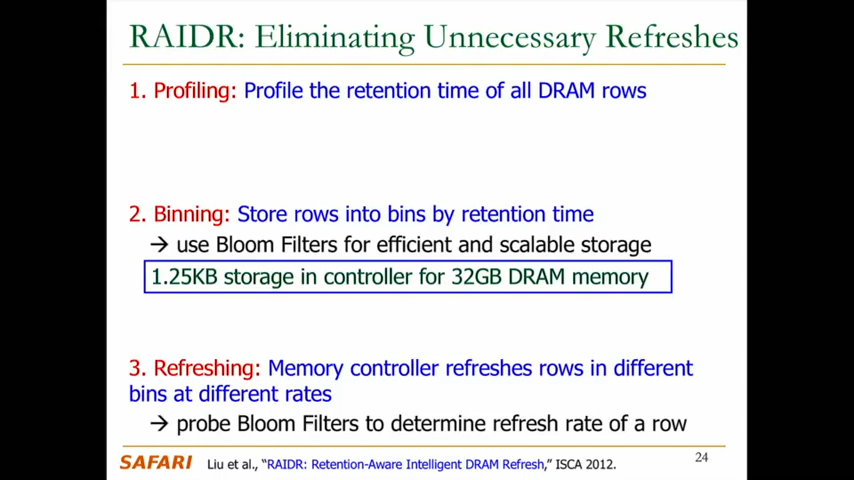 RAIDR: Eliminating Unnecessary Refreshes
1. Profiling: Profile the retention time of all DRAM rows
2. Binning: Store rows into bins by retention time
→ use Bloom Filters for efficient and scalable storage
1.25KB storage in controller for 32GB DRAM memory
3. Refreshing: Memory controller refreshes rows in different
bins at different rates
→ probe Bloom Filters to determine refresh rate of a row
SAFARI Liu et al., “RAIDR: Retention-Aware Intelligent DRAM Refresh,” ISCA 2012. 24